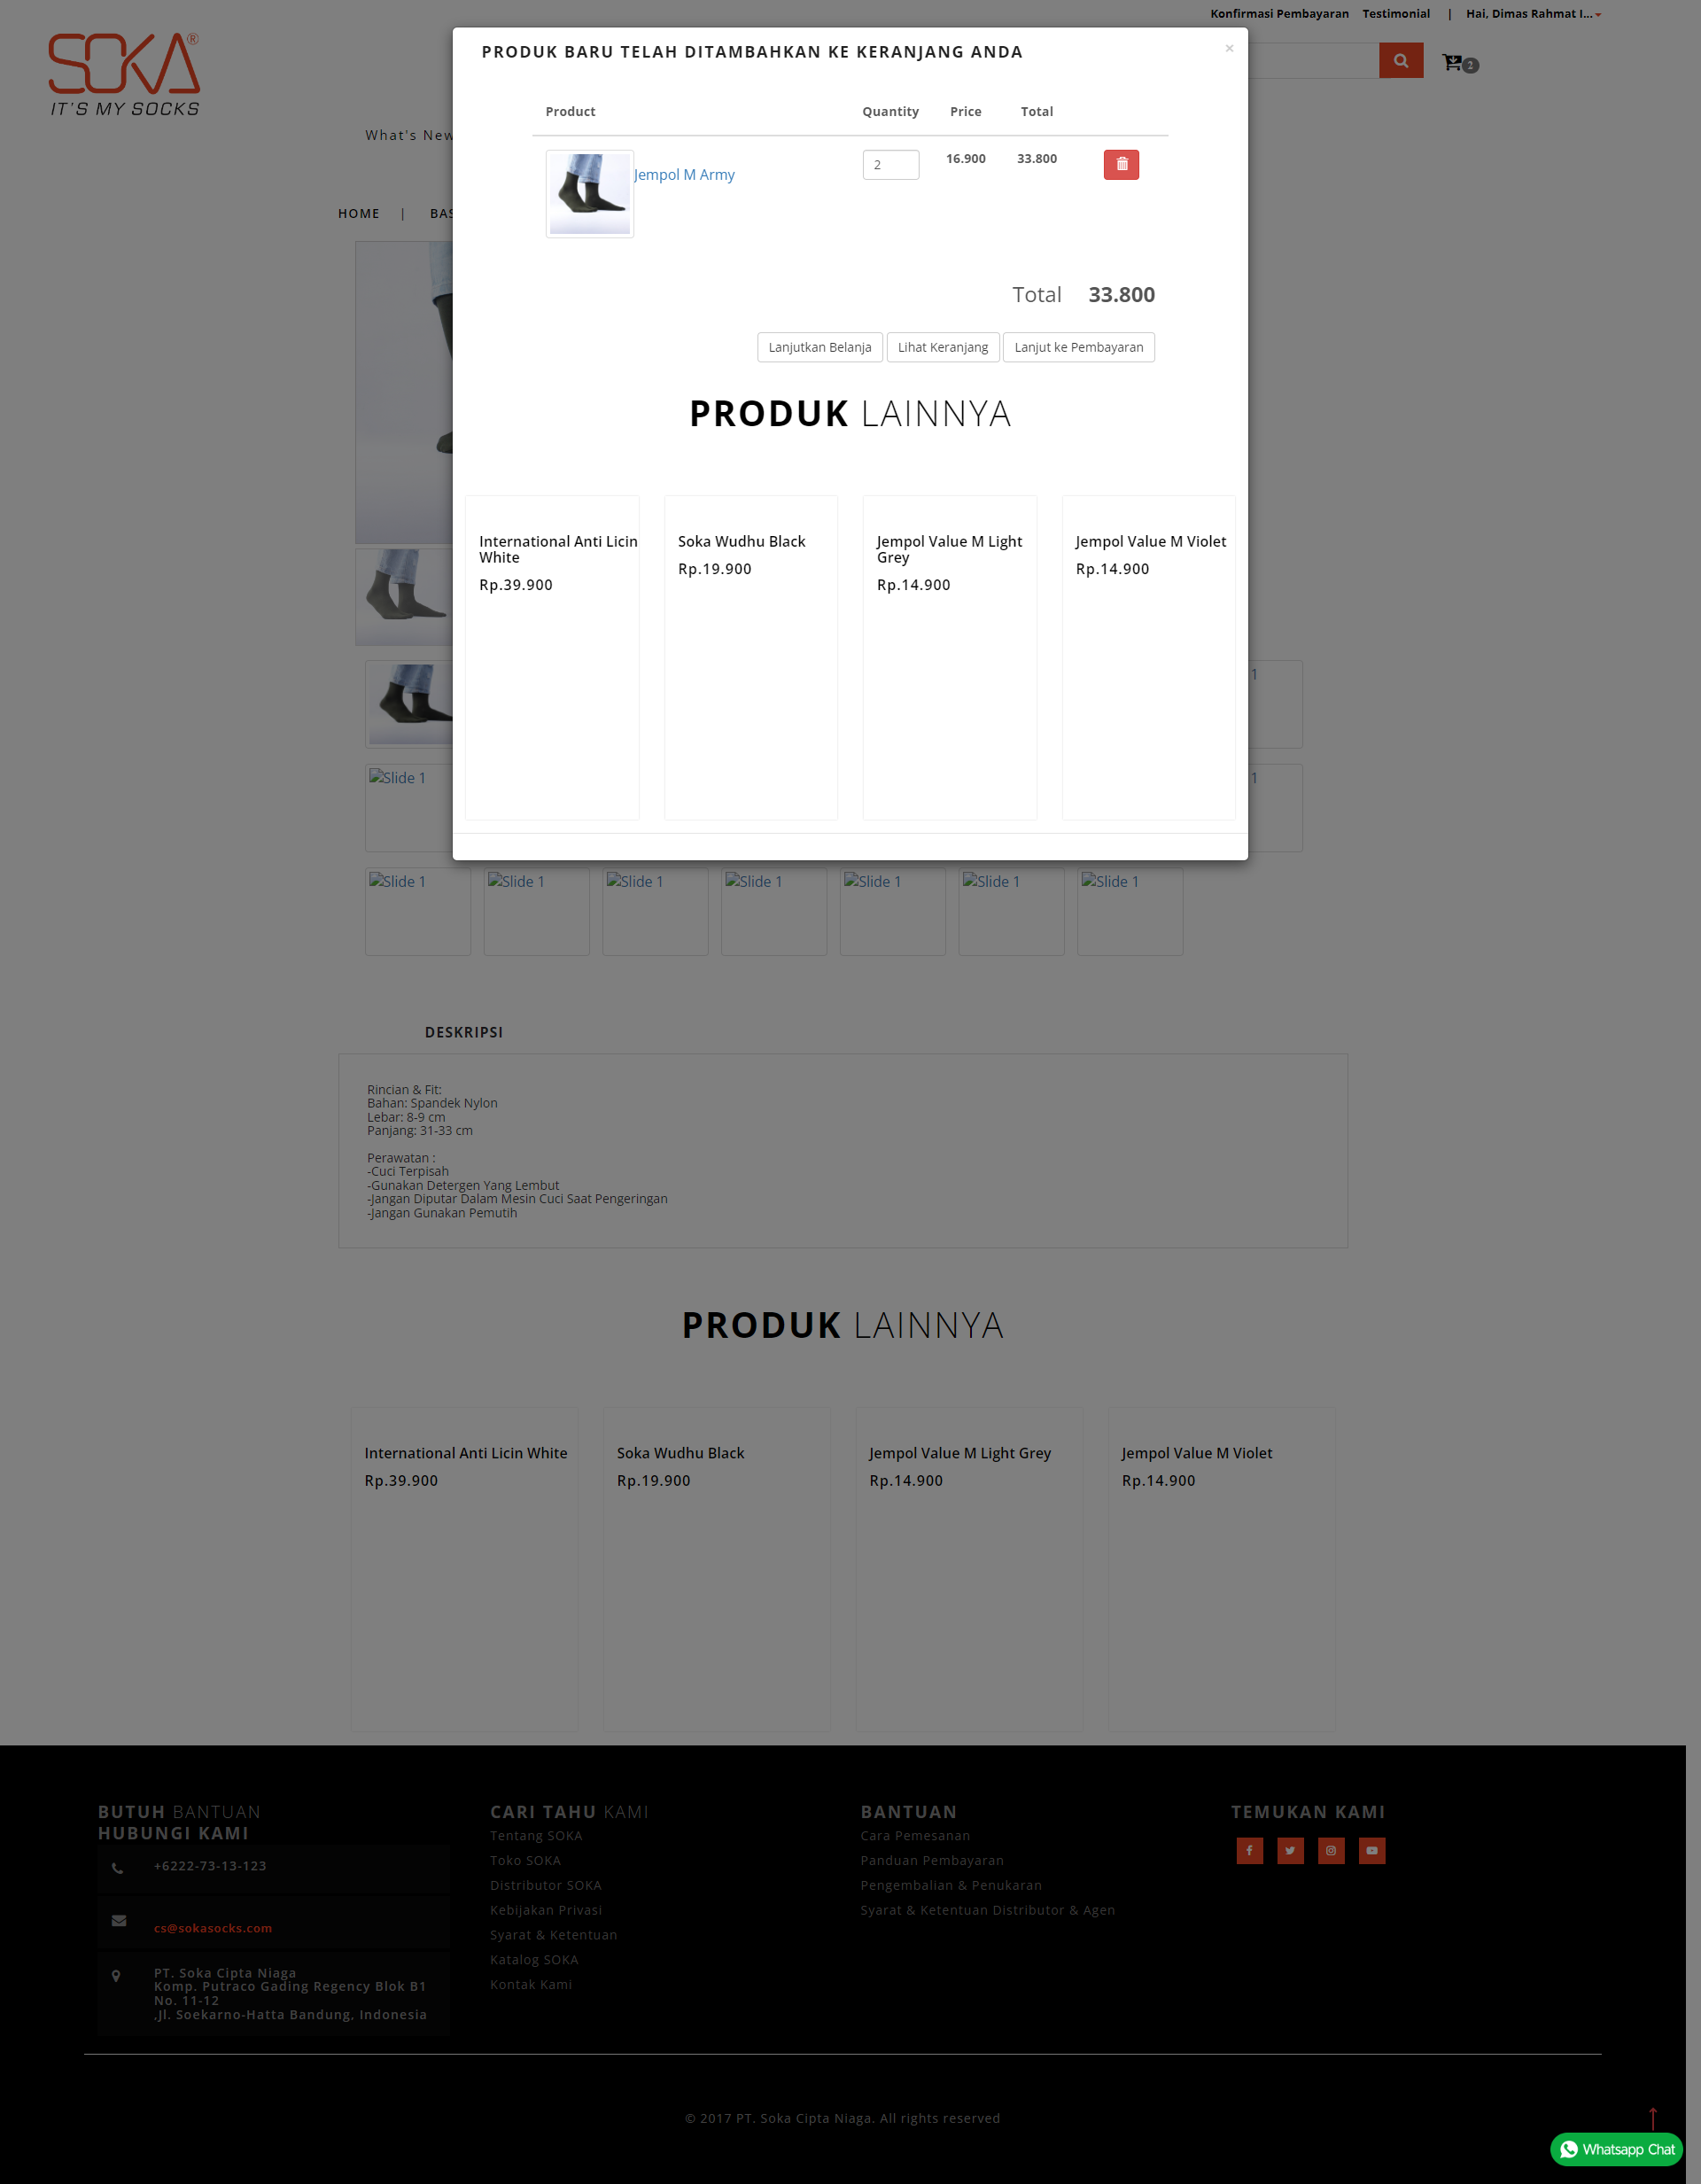 Konfirmasi Pembayaran Testimonial | Hai, Dimas Rahmat I...
SOKA®
IT'S MY SOCKS
2
What's New
HOME | BAS
PRODUK BARU TELAH DITAMBAHKAN KE KERANJANG ANDA ×
Product Quantity Price Total
Jempol M Army 2 16.900 33.800
Total 33.800
Lanjutkan Belanja Lihat Keranjang Lanjut ke Pembayaran
PRODUK LAINNYA
International Anti Licin White
Rp.39.900
Soka Wudhu Black
Rp.19.900
Jempol Value M Light Grey
Rp.14.900
Jempol Value M Violet
Rp.14.900
1
Slide 1
1
Slide 1 Slide 1 Slide 1 Slide 1 Slide 1 Slide 1 Slide 1
DESKRIPSI
Rincian & Fit:
Bahan: Spandek Nylon
Lebar: 8-9 cm
Panjang: 31-33 cm
Perawatan :
-Cuci Terpisah
-Gunakan Detergen Yang Lembut
-Jangan Diputar Dalam Mesin Cuci Saat Pengeringan
-Jangan Gunakan Pemutih
PRODUK LAINNYA
International Anti Licin White
Rp.39.900
Soka Wudhu Black
Rp.19.900
Jempol Value M Light Grey
Rp.14.900
Jempol Value M Violet
Rp.14.900
BUTUH BANTUAN
HUBUNGI KAMI
+6222-73-13-123
cs@sokasocks.com
PT. Soka Cipta Niaga
Komp. Putraco Gading Regency Blok B1
No. 11-12
,Jl. Soekarno-Hatta Bandung, Indonesia
CARI TAHU KAMI
Tentang SOKA
Toko SOKA
Distributor SOKA
Kebijakan Privasi
Syarat & Ketentuan
Katalog SOKA
Kontak Kami
BANTUAN
Cara Pemesanan
Panduan Pembayaran
Pengembalian & Penukaran
Syarat & Ketentuan Distributor & Agen
TEMUKAN KAMI
© 2017 PT. Soka Cipta Niaga. All rights reserved
Whatsapp Chat